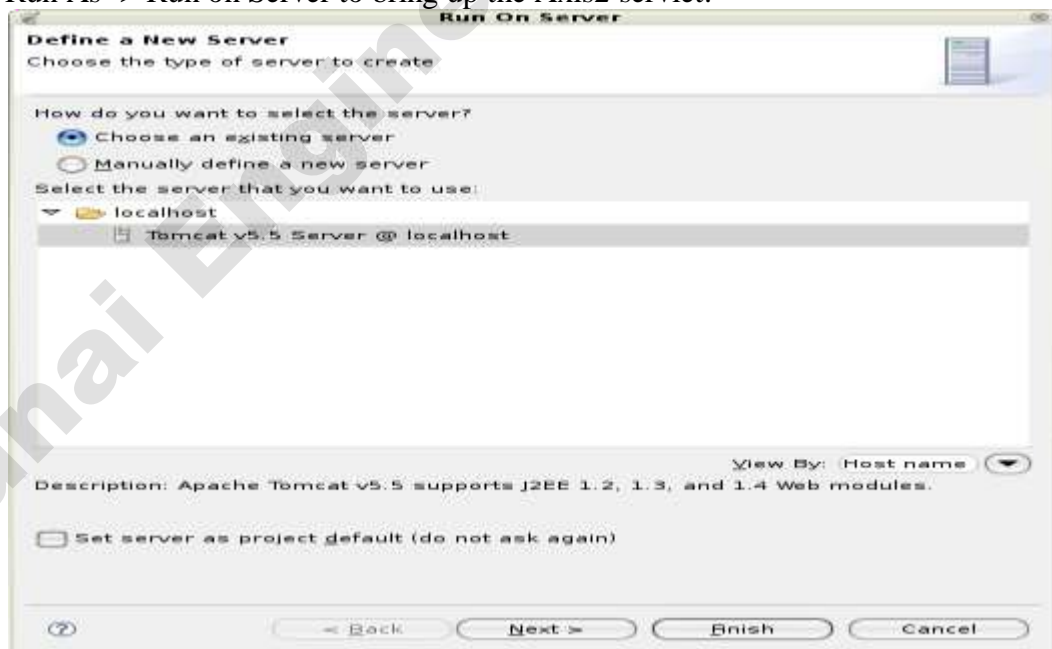 Run As -> Run on Server to bring up the Axis2 servlet.
Run On Server
Define a New Server
Choose the type of server to create
How do you want to select the server?
Choose an existing server
Manually define a new server
Select the server that you want to use:
localhost
Tomcat v5.5 Server @ localhost
View By: Host name
Description: Apache Tomcat v5.5 supports J2EE 1.2, 1.3, and 1.4 Web modules.
Set server as project default (do not ask again)
< Back
Next >
Finish
Cancel